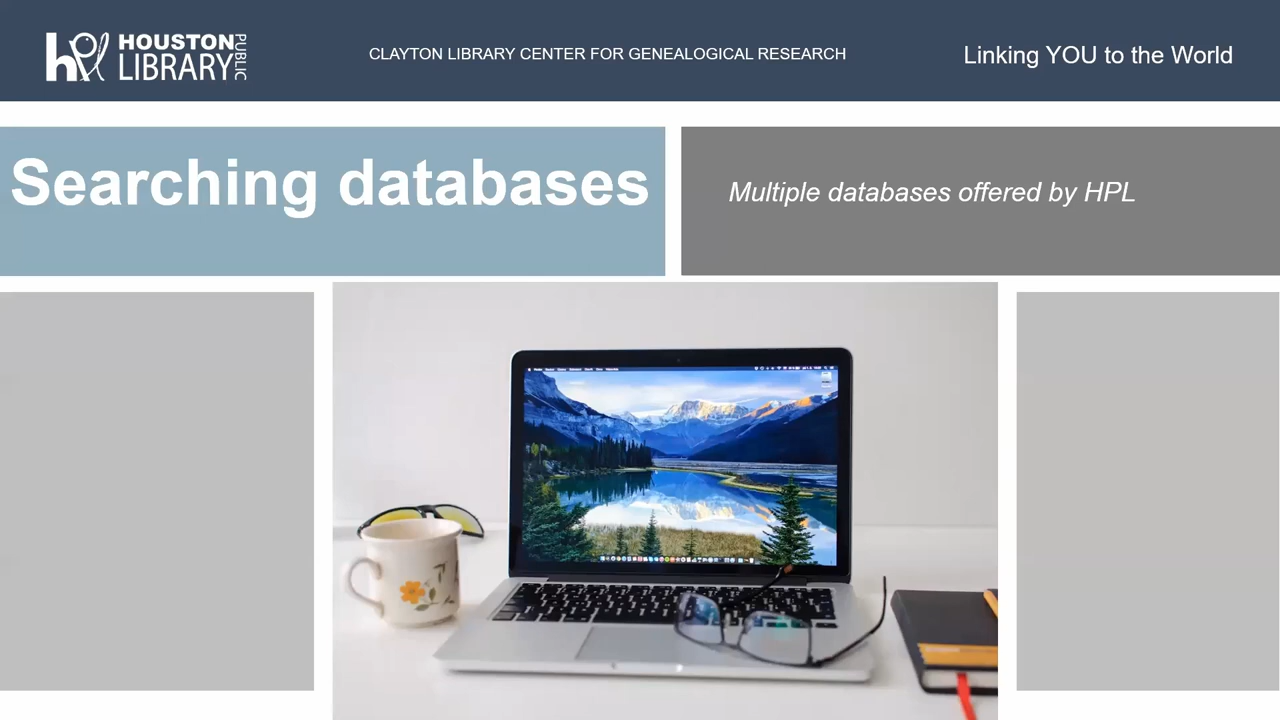 HOUSTON
LIBRARY
PUBLIC
CLAYTON LIBRARY CENTER FOR GENEALOGICAL RESEARCH
Linking YOU to the World
Searching databases
Multiple databases offered by HPL